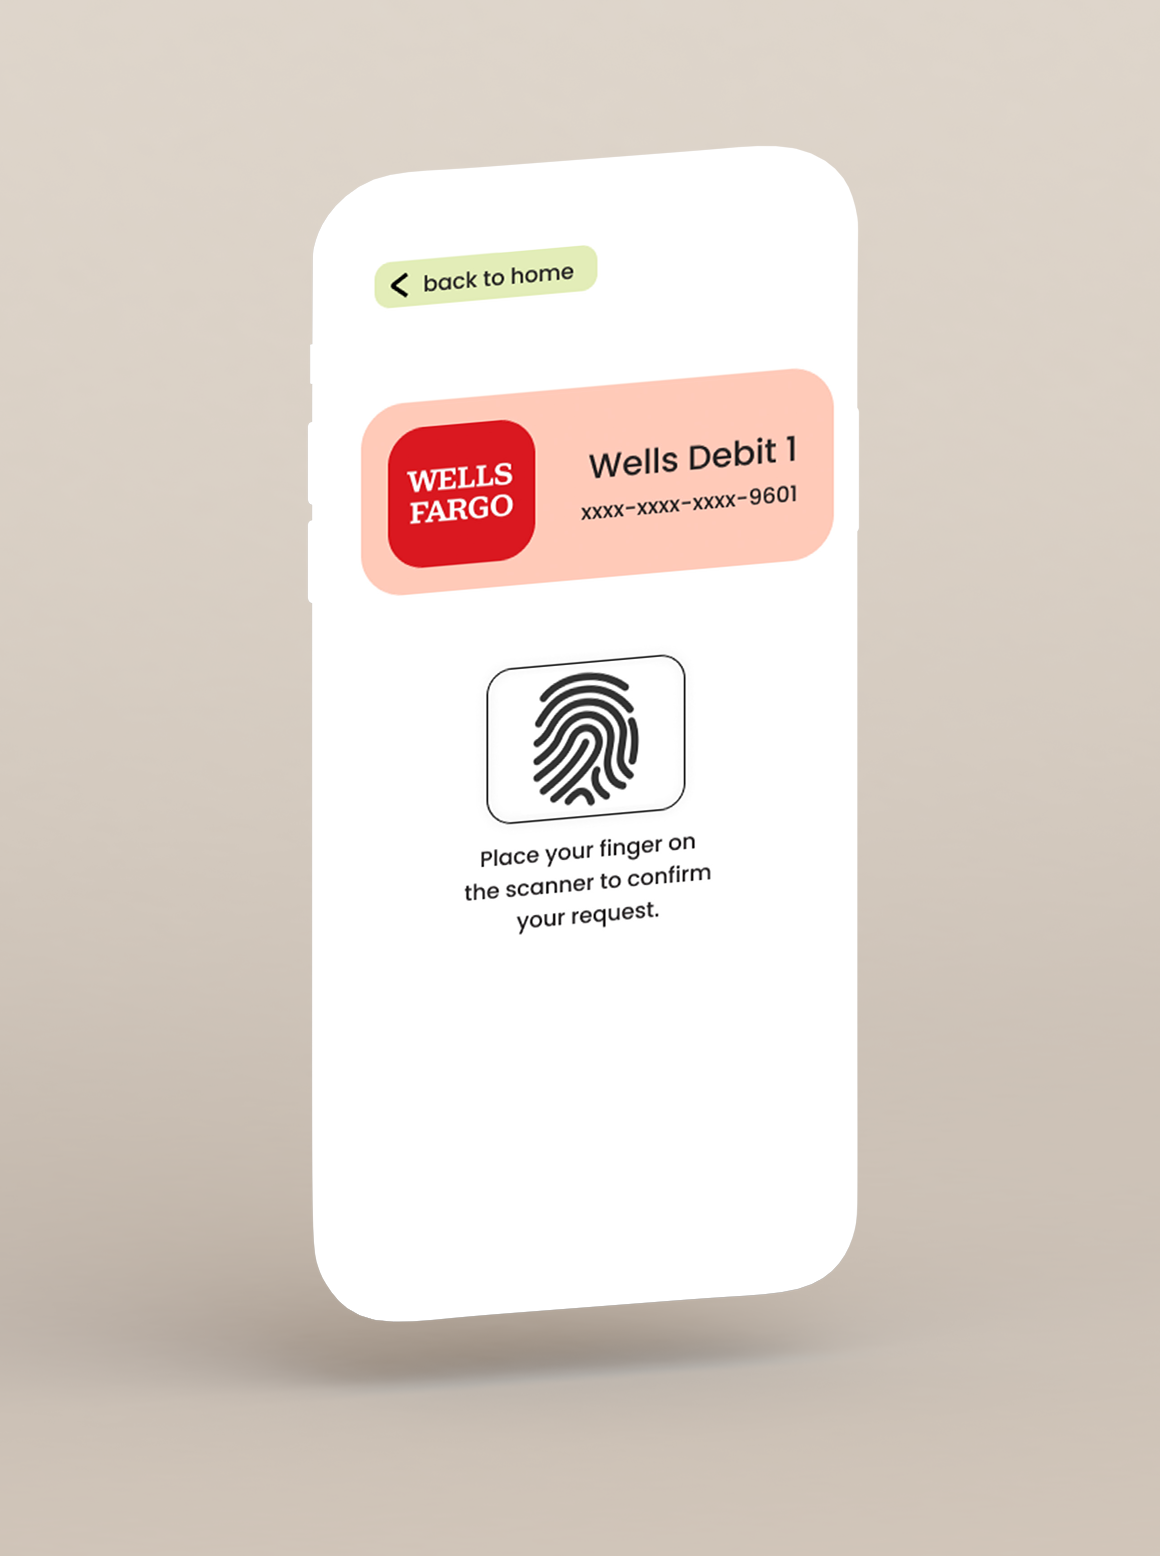 back to home
WELLS
FARGO
Wells Debit 1
xxxx-xxxx-xxxx-9601
Place your finger on
the scanner to confirm
your request.